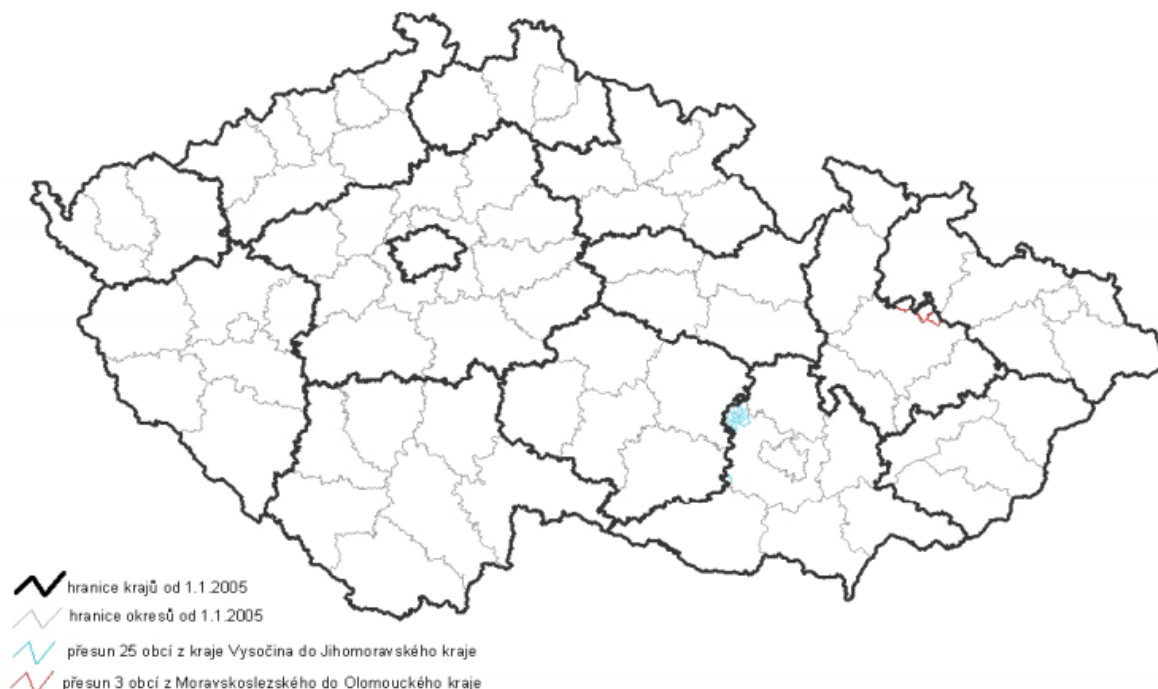 hranice krajů od 1.1.2005
hranice okresů od 1.1.2005
přesun 25 obcí z kraje Vysočina do Jihomoravského kraje
přesun 3 obcí z Moravskoslezského do Olomouckého kraje